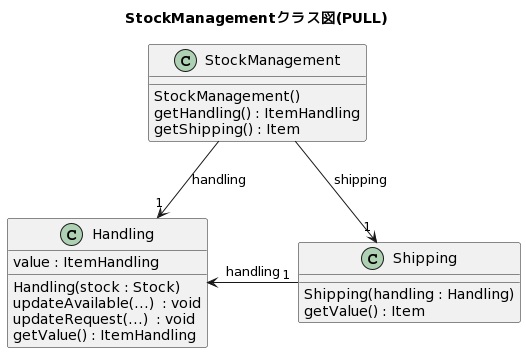 StockManagementクラス図(PULL)
C StockManagement
StockManagement()
getHandling() : ItemHandling
getShipping() : Item
handling
shipping
1
1
C Handling
value : ItemHandling
Handling(stock : Stock)
updateAvailable(...)  : void
updateRequest(...)  : void
getValue() : ItemHandling
handling
1
C Shipping
Shipping(handling : Handling)
getValue() : Item